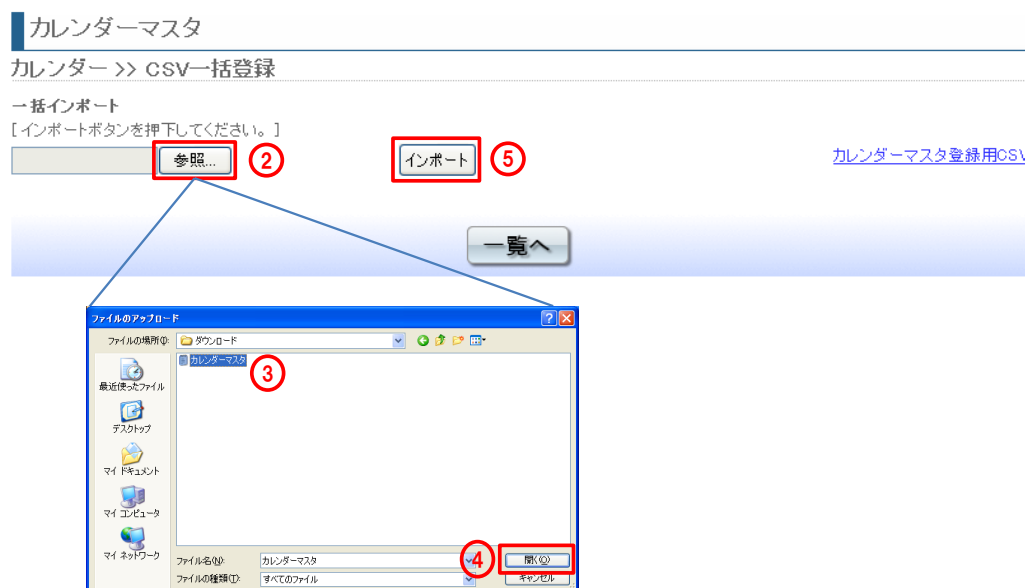 カレンダーマスタ
カレンダー >> CSV一括登録
一括インポート
[インポートボタンを押下してください。]
参照... ② インポート ⑤ カレンダーマスタ登録用CSV
一覧へ
ファイルのアップロード
ファイルの場所(I): ダウンロード
カレンダーマスタ
③
最近使ったファイル
デスクトップ
マイ ドキュメント
マイ コンピュータ
マイ ネットワーク
ファイル名(N): カレンダーマスタ ④ 開く(O)
ファイルの種類(T): すべてのファイル キャンセル